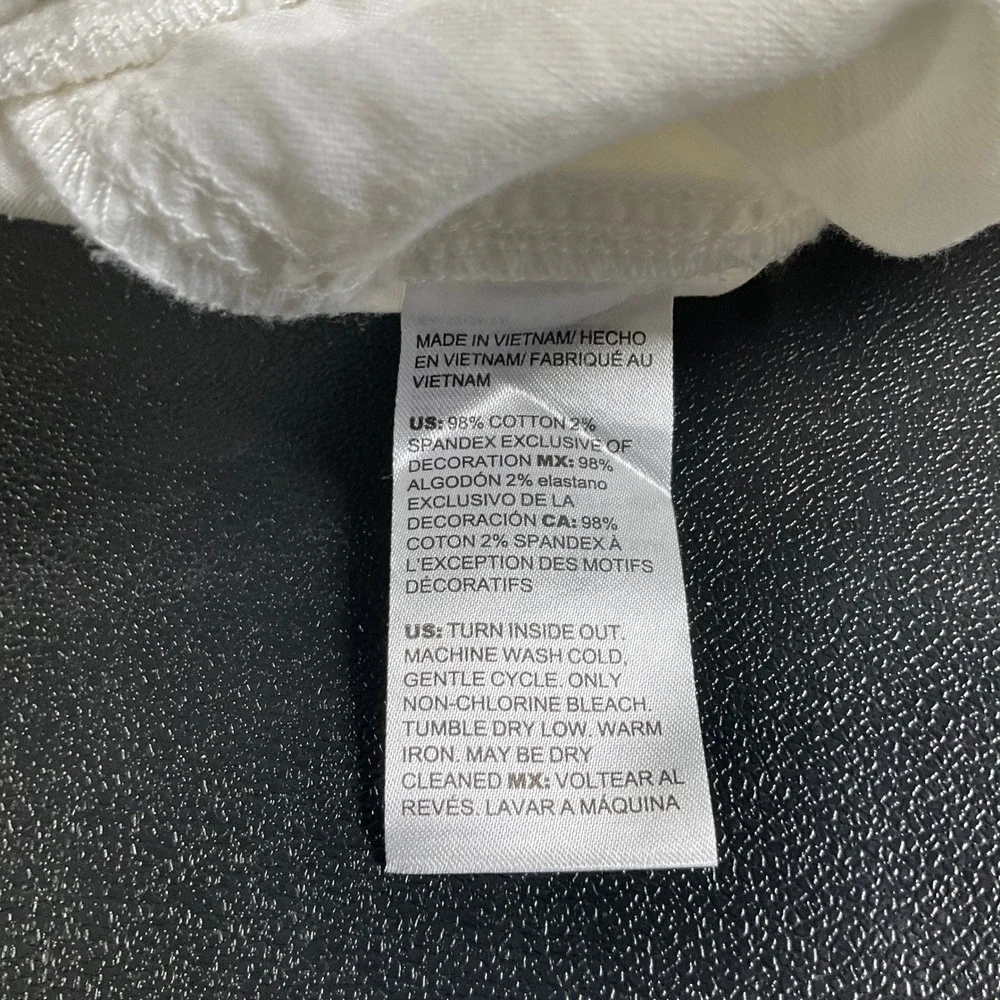 MADE IN VIETNAM/ HECHO
EN VIETNAM/ FABRIQUÉ AU
VIETNAM
US: 98% COTTON 2%
SPANDEX EXCLUSIVE OF
DECORATION MX: 98%
ALGODÓN 2% elastano
EXCLUSIVO DE LA
DECORACIÓN CA: 98%
COTON 2% SPANDEX À
L'EXCEPTION DES MOTIFS
DÉCORATIFS
US: TURN INSIDE OUT.
MACHINE WASH COLD,
GENTLE CYCLE. ONLY
NON-CHLORINE BLEACH.
TUMBLE DRY LOW. WARM
IRON. MAY BE DRY
CLEANED MX: VOLTEAR AL
REVÉS. LAVAR A MÁQUINA